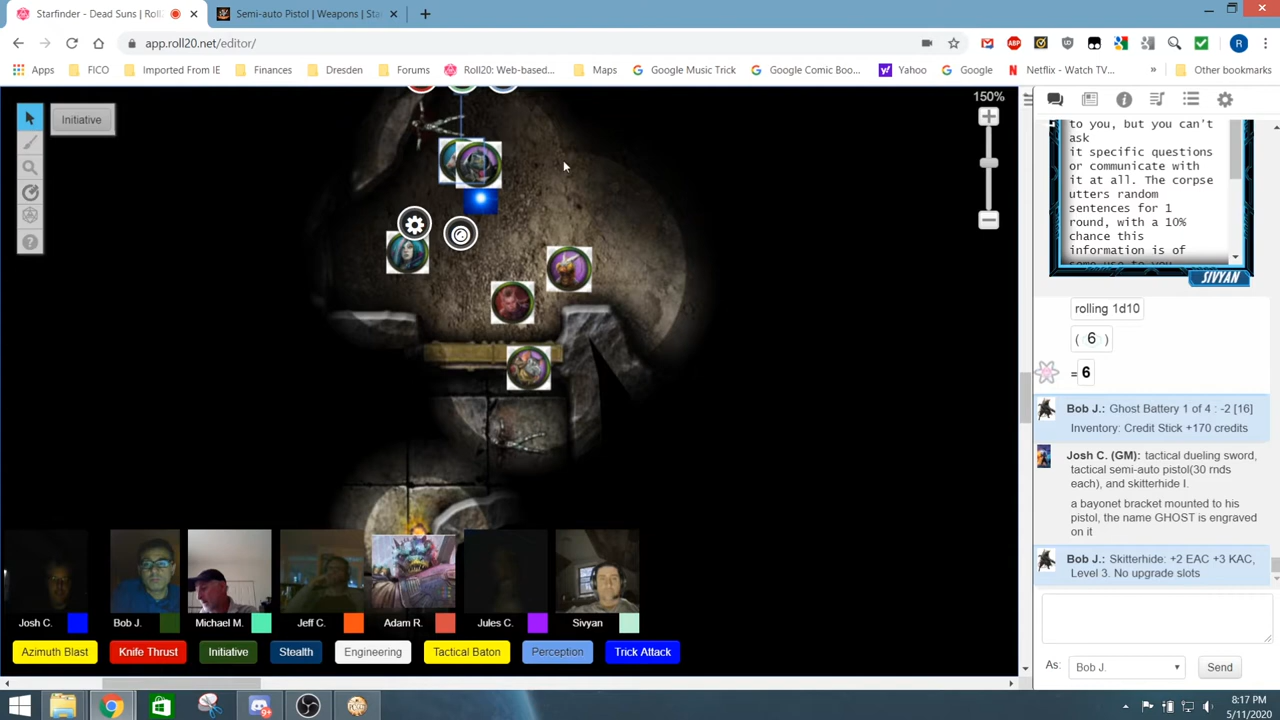 Starfinder - Dead Suns | Roll
Semi-auto Pistol | Weapons | Sta
app.roll20.net/editor/
Apps FICO Imported From IE Finances Dresden Forums Roll20: Web-based... Maps Google Music Trick Google Comic Boo... Yahoo Google Netflix - Watch TV... » Other bookmarks
Initiative
150%
to you, but you can't
ask
it specific questions
or communicate with
it at all. The corpse
utters random
sentences for 1
round, with a 10%
chance this
information is of
some use to you
SIVYAN
rolling 1d10
( 6 )
= 6
Bob J.: Ghost Battery 1 of 4 : -2 [16]
Inventory: Credit Stick +170 credits
Josh C. (GM): tactical dueling sword,
tactical semi-auto pistol(30 rnds
each), and skitterhide I.
a bayonet bracket mounted to his
pistol, the name GHOST is engraved
on it
Bob J.: Skitterhide: +2 EAC +3 KAC,
Level 3. No upgrade slots
Josh C. Bob J. Michael M. Jeff C. Adam R. Jules C. Sivyan
Azimuth Blast Knife Thrust Initiative Stealth Engineering Tactical Baton Perception Trick Attack
As: Bob J. Send
8:17 PM
5/11/2020